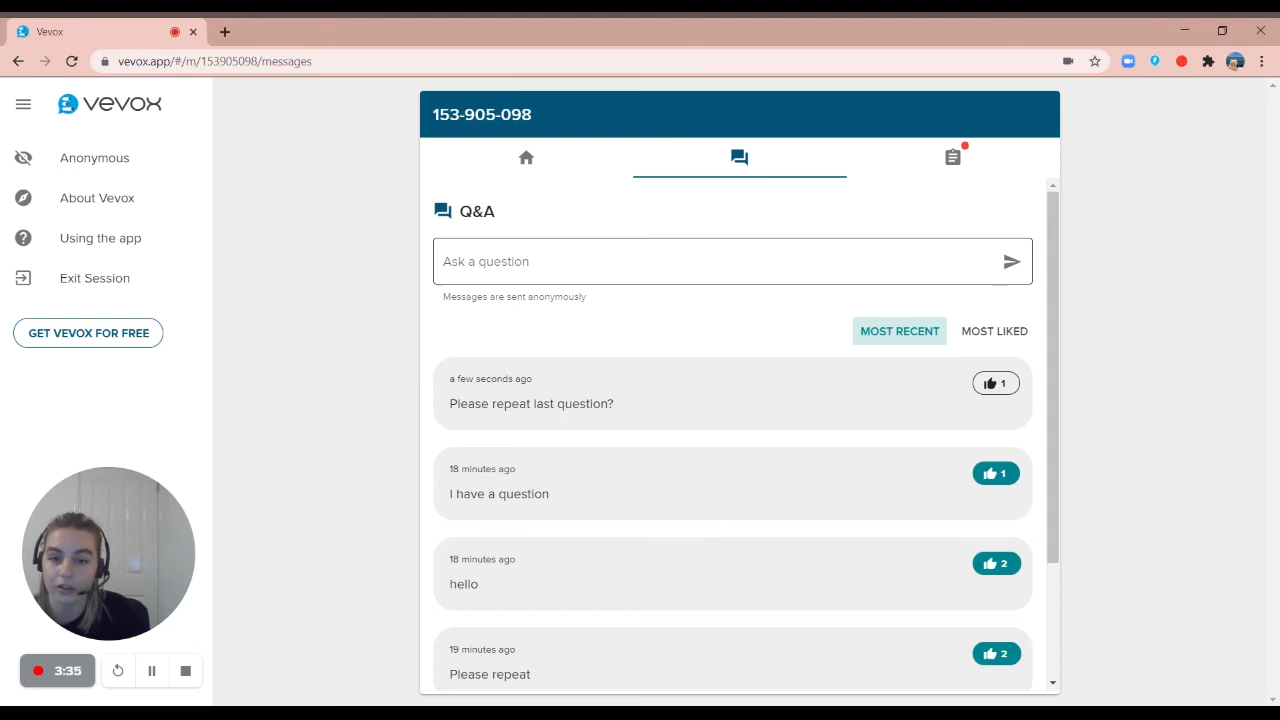 Vevox
vevox.app/#/m/153905098/messages
vevox
Anonymous
About Vevox
Using the app
Exit Session
GET VEVOX FOR FREE
3:35
153-905-098
Q&A
Ask a question
Messages are sent anonymously
MOST RECENT MOST LIKED
a few seconds ago
1
Please repeat last question?
18 minutes ago
1
I have a question
18 minutes ago
2
hello
19 minutes ago
2
Please repeat